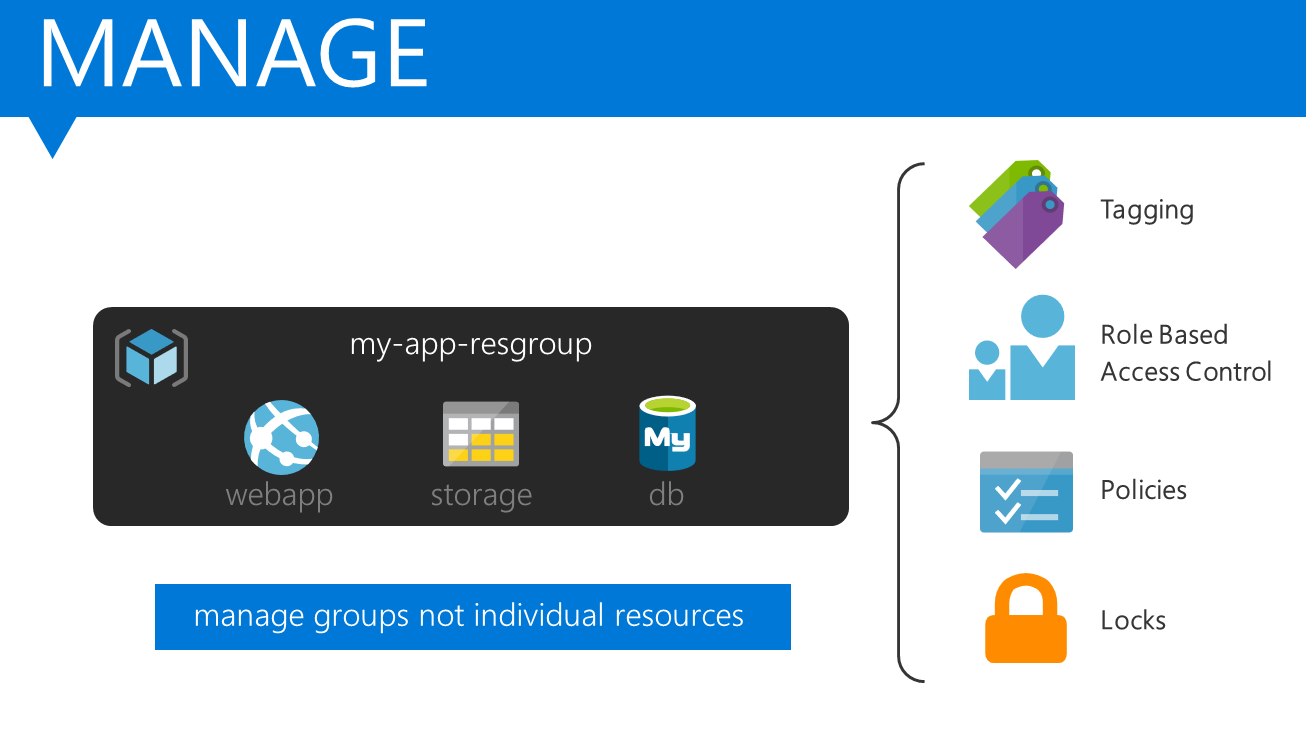 MANAGE
my-app-resgroup
webapp
storage
My
db
manage groups not individual resources
Tagging
Role Based
Access Control
Policies
Locks